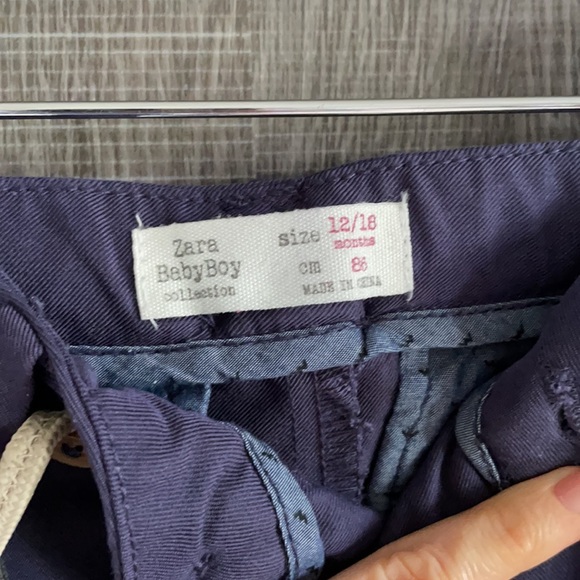 Zara
BabyBoy
collection
size 12/18
months
cm 86
MADE IN CHINA